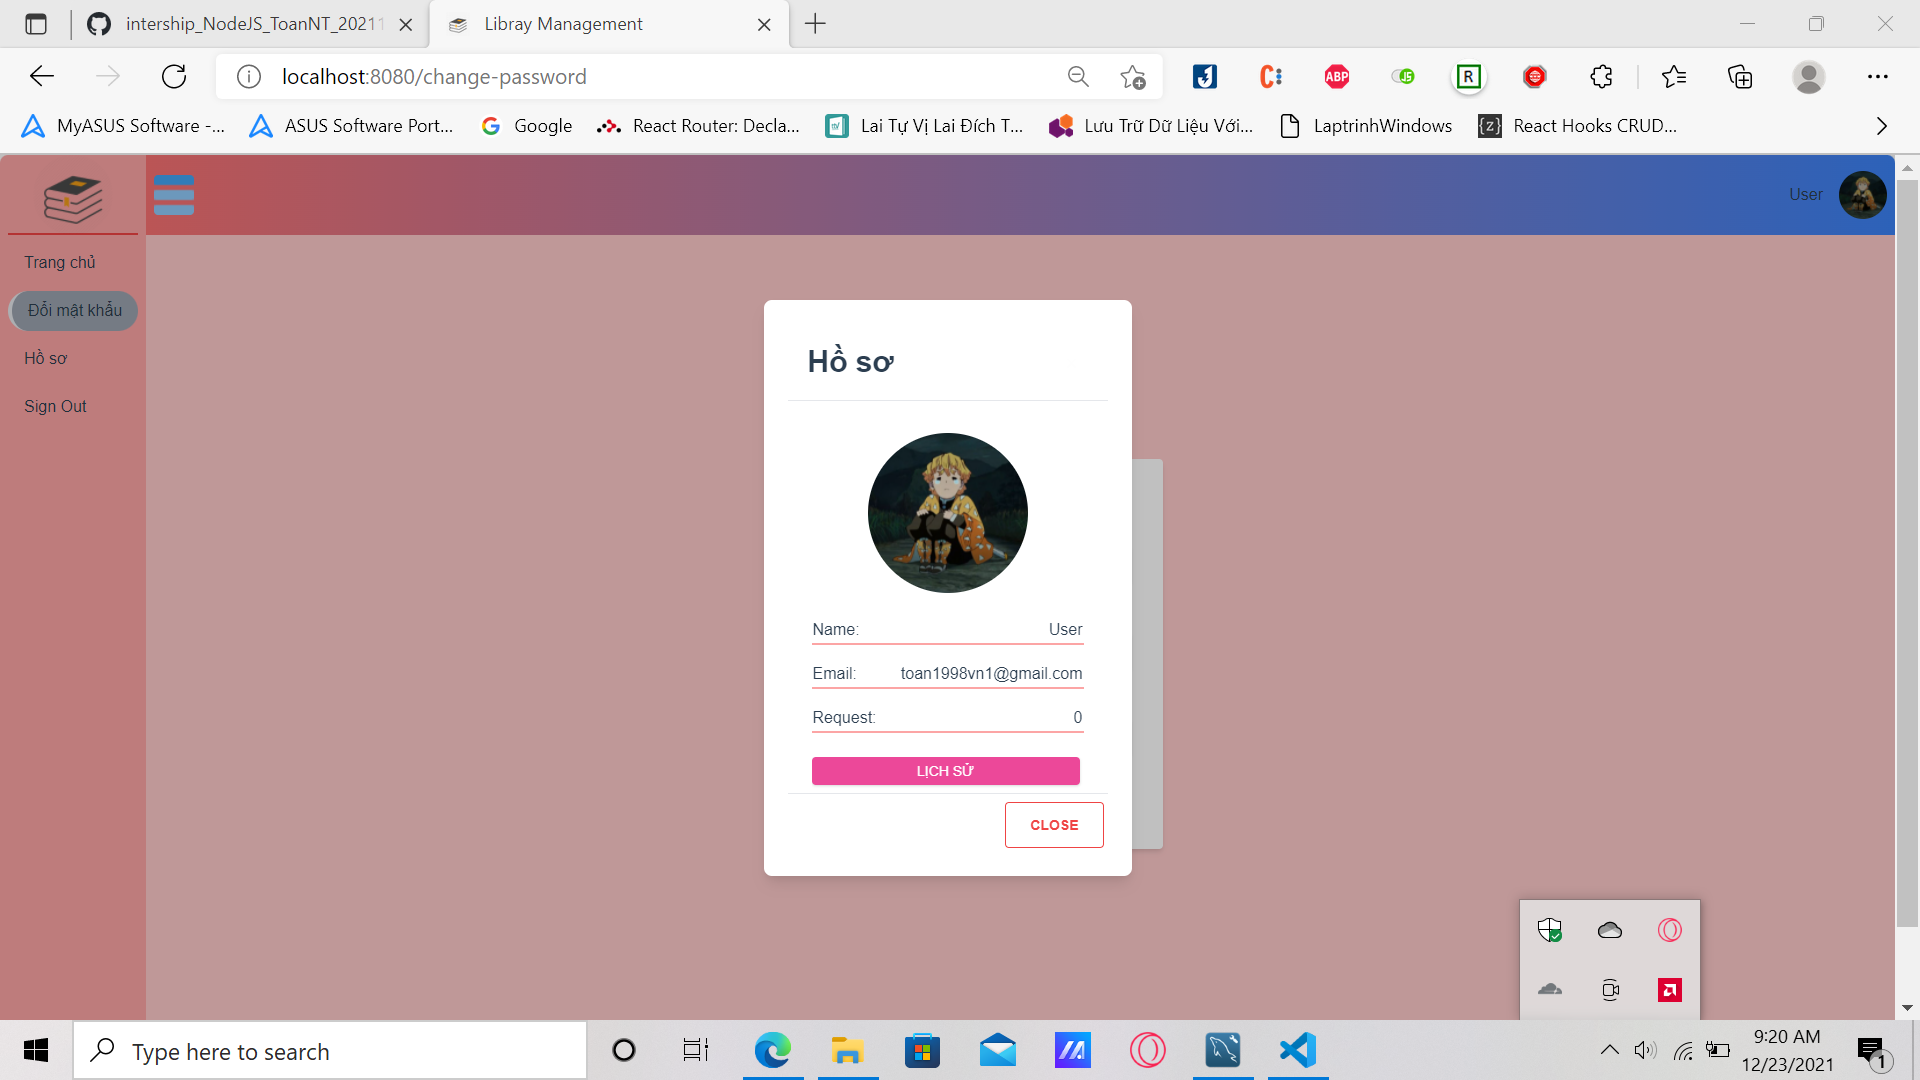 intership_NodeJS_ToanNT_20211
Libray Management
localhost:8080/change-password
ABP
JS
R
MyASUS Software -...
ASUS Software Port...
Google
React Router: Decla...
Lai Tự Vị Lai Đích T...
Lưu Trữ Dữ Liệu Với...
LaptrinhWindows
{z}
React Hooks CRUD...
User
Trang chủ
Đổi mật khẩu
Hồ sơ
Sign Out
Hồ sơ
Name: User
Email: toan1998vn1@gmail.com
Request: 0
LỊCH SỬ
CLOSE
Type here to search
9:20 AM
12/23/2021
1